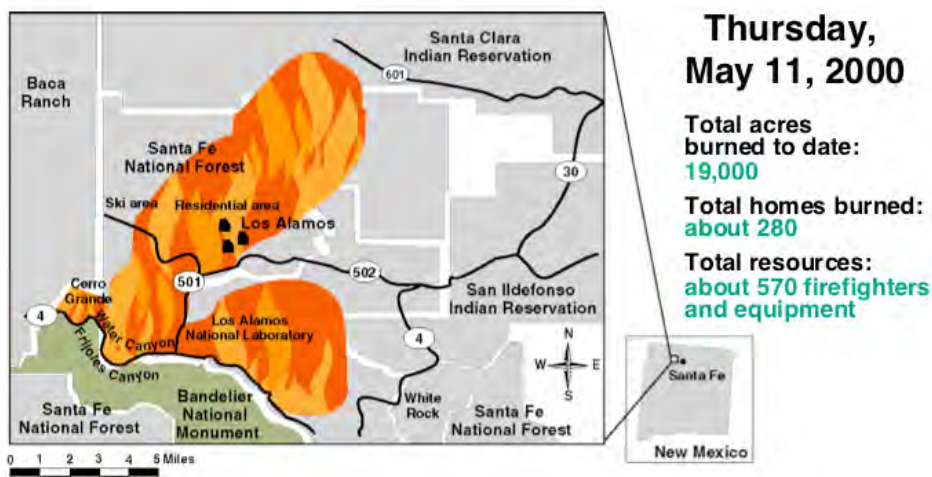 Thursday,
May 11, 2000
Total acres
burned to date:
19,000
Total homes burned:
about 280
Total resources:
about 570 firefighters
and equipment
Santa Clara
Indian Reservation
601
Baca
Ranch
Santa Fe
National Forest
30
Ski area
Residential area
Los Alamos
501
502
Cerro
Grande
San Ildefonso
Indian Reservation
4
Water Canyon
Los Alamos
National Laboratory
4
Frijoles Canyon
N
W
E
S
Santa Fe
National Forest
Bandelier
National
Monument
White
Rock
Santa Fe
National Forest
Santa Fe
New Mexico
0 1 2 3 4 5 Miles